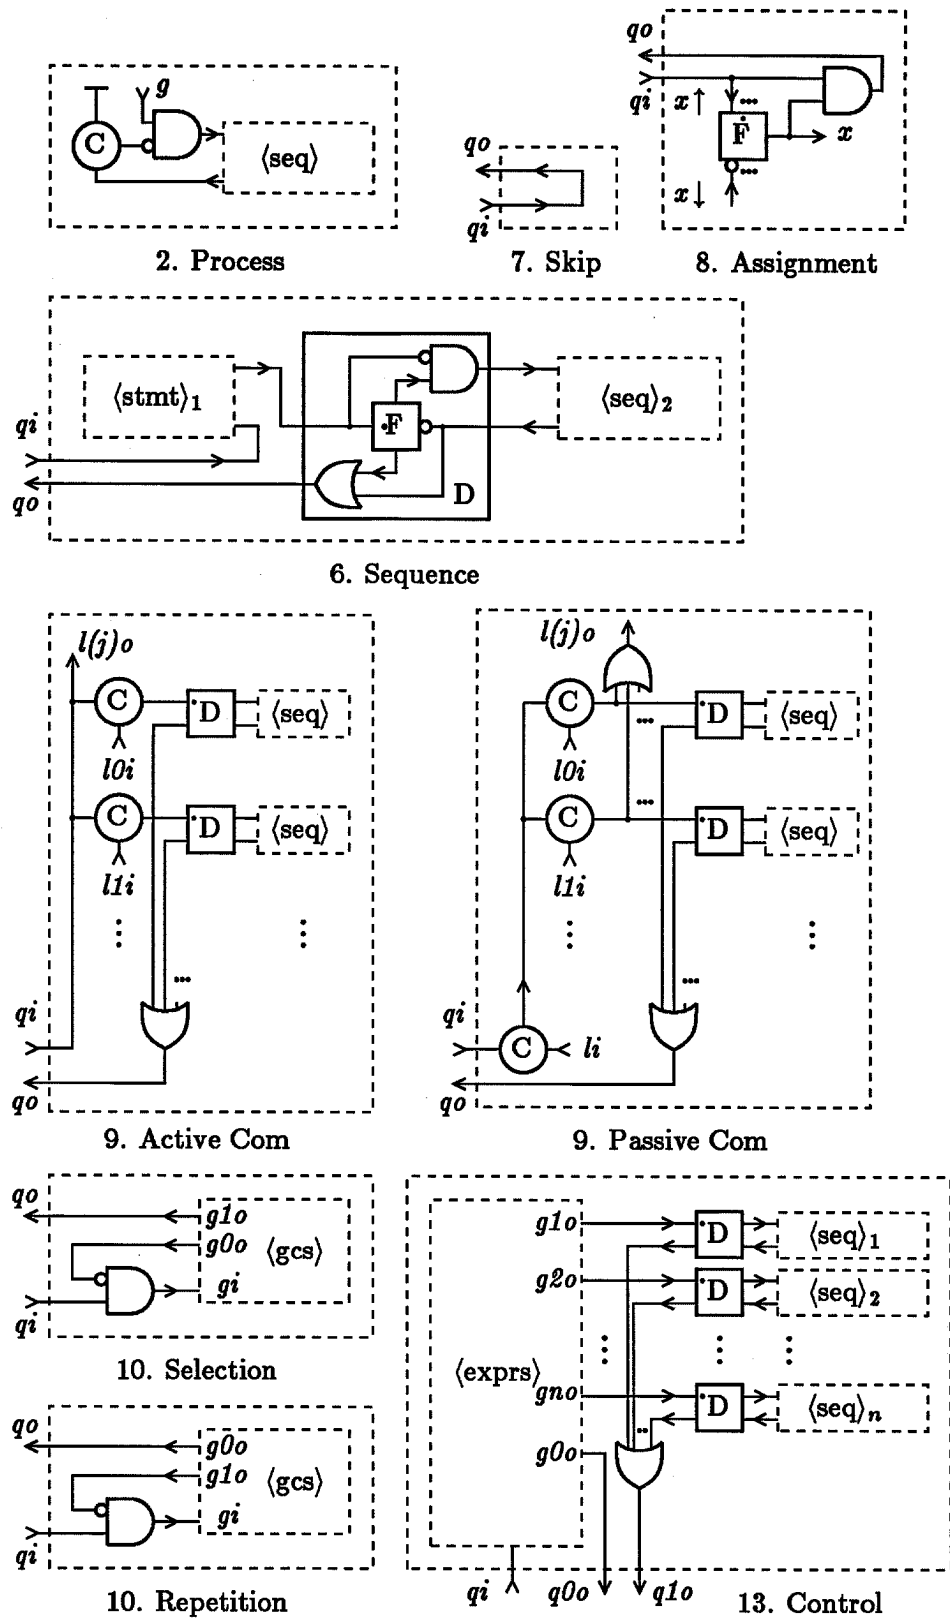 g
C
⟨seq⟩
2. Process
qo
qi
7. Skip
qo
qi
x↑
...
F
x
...
x↓
8. Assignment
⟨stmt⟩1
qi
qo
F
D
⟨seq⟩2
6. Sequence
l(j)o
C
D
⟨seq⟩
l0i
C
D
⟨seq⟩
l1i
...
qi
qo
9. Active Com
l(j)o
C
D
⟨seq⟩
...
l0i
...
C
D
⟨seq⟩
l1i
...
qi
C
li
qo
9. Passive Com
qo
g1o
g0o
⟨gcs⟩
gi
qi
10. Selection
qo
g0o
g1o
⟨gcs⟩
gi
qi
10. Repetition
g1o
D
⟨seq⟩1
g2o
D
⟨seq⟩2
⟨exprs⟩
gno
D
⟨seq⟩n
g0o
qi
q0o
q1o
13. Control